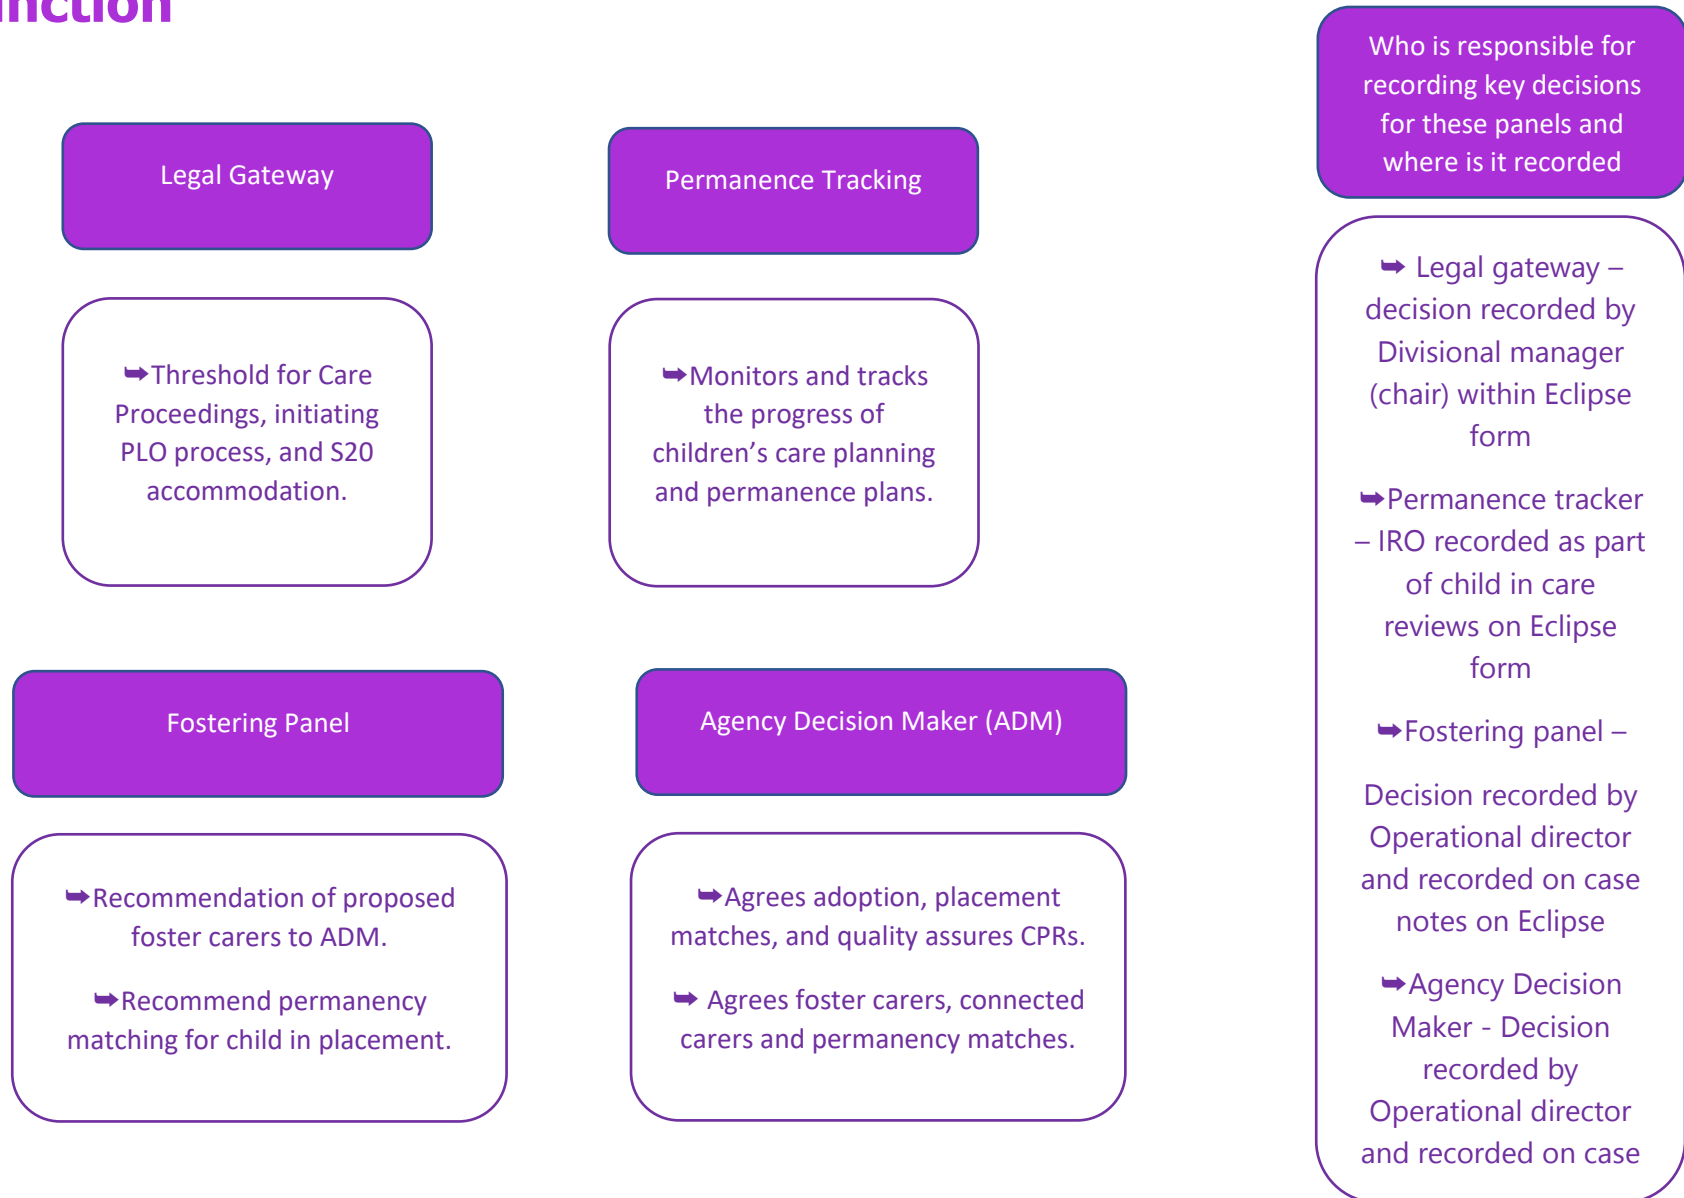 Legal Gateway
➥Threshold for Care
Proceedings, initiating
PLO process, and S20
accommodation.
Permanence Tracking
➥Monitors and tracks
the progress of
children’s care planning
and permanence plans.
Fostering Panel
➥Recommendation of proposed
foster carers to ADM.
➥Recommend permanency
matching for child in placement.
Agency Decision Maker (ADM)
➥Agrees adoption, placement
matches, and quality assures CPRs.
➥ Agrees foster carers, connected
carers and permanency matches.
Who is responsible for
recording key decisions
for these panels and
where is it recorded
➥ Legal gateway –
decision recorded by
Divisional manager
(chair) within Eclipse
form
➥Permanence tracker
– IRO recorded as part
of child in care
reviews on Eclipse
form
➥Fostering panel –
Decision recorded by
Operational director
and recorded on case
notes on Eclipse
➥Agency Decision
Maker - Decision
recorded by
Operational director
and recorded on case